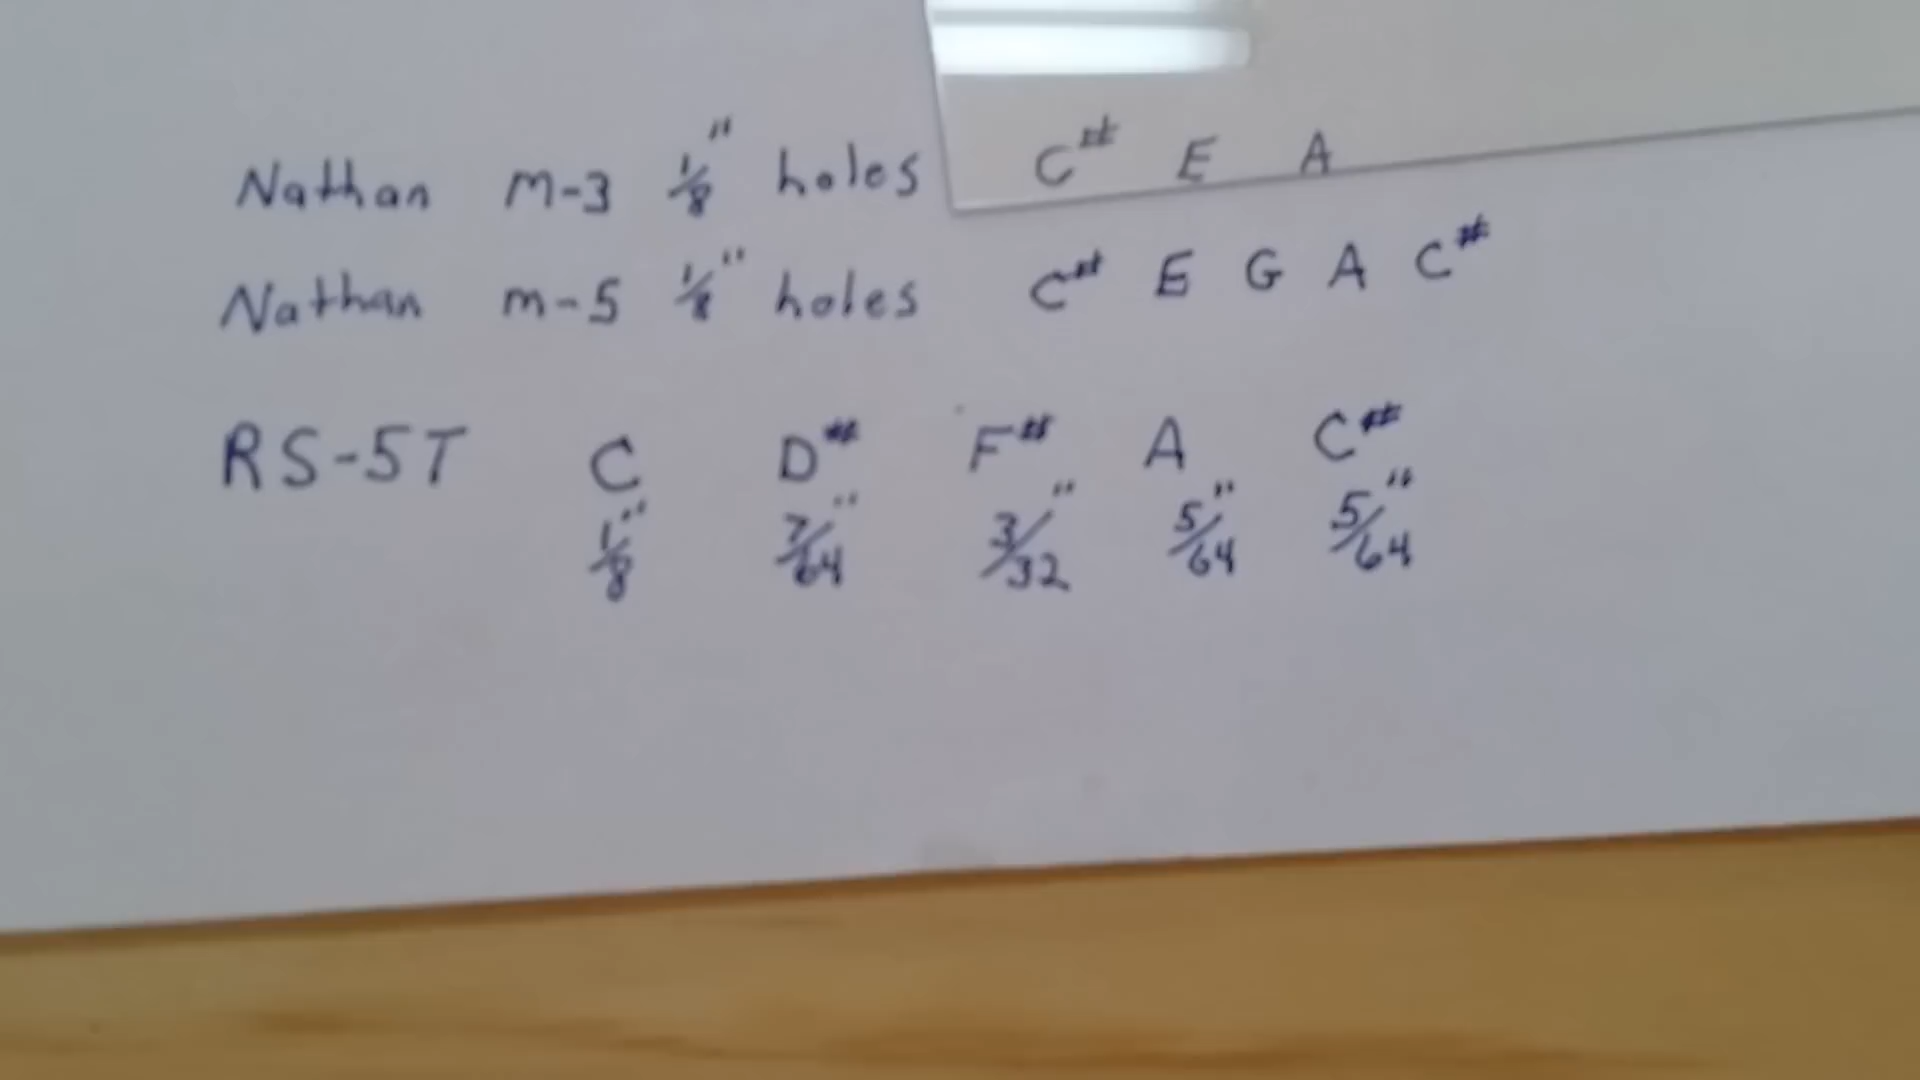 Nathan M-3 1/8" holes C# E A
Nathan M-5 1/8" holes C# E G A C#
RS-5T C D# F# A C#
1/8" 7/64" 3/32" 5/64" 5/64"